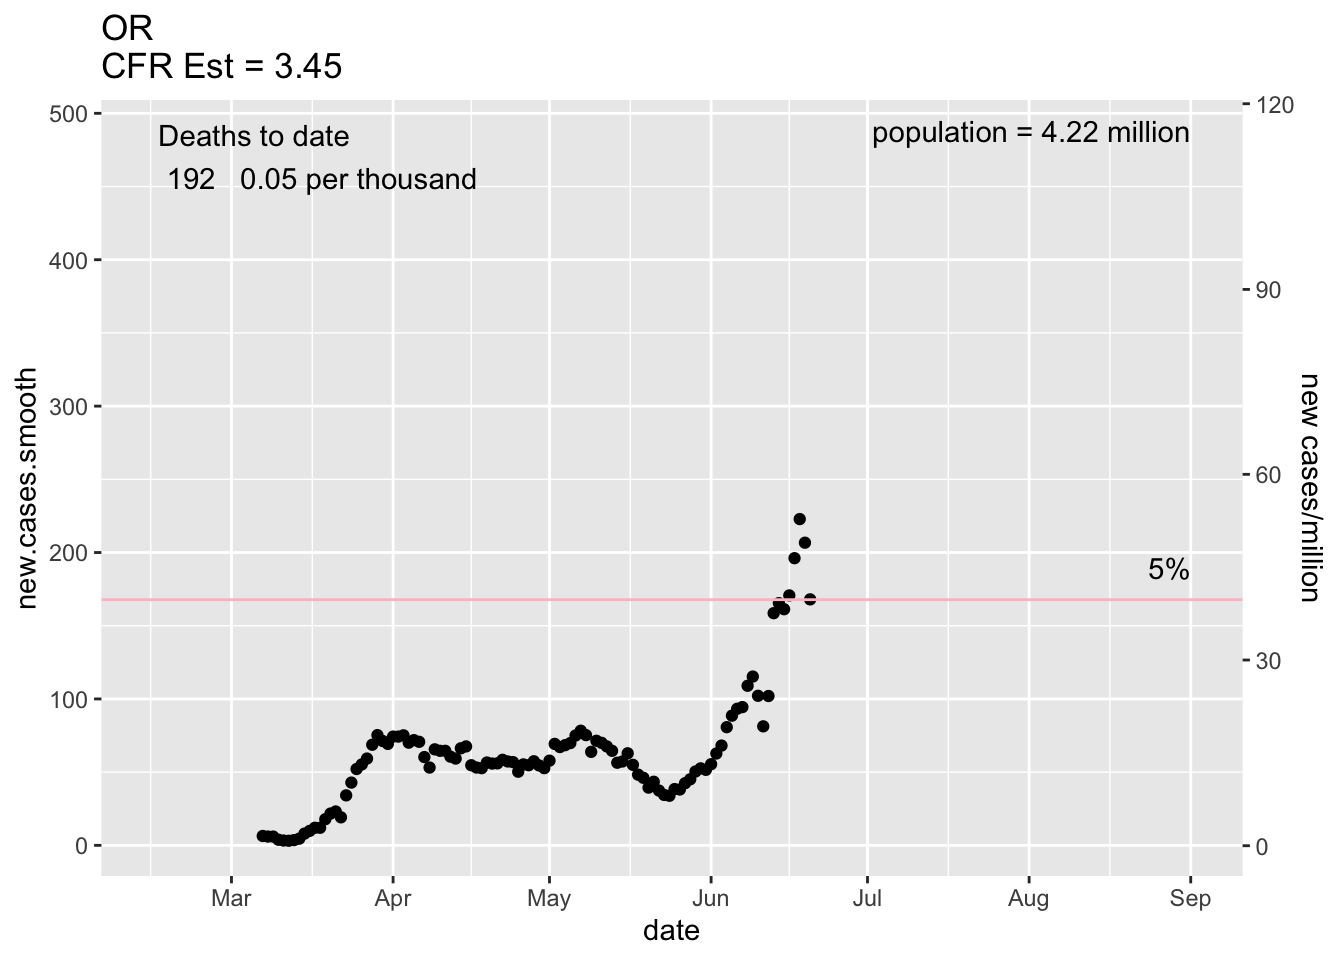 OR
CFR Est = 3.45
Deaths to date
192 0.05 per thousand
population = 4.22 million
5%
500
400
300
200
100
0
new.cases.smooth
120
90
60
30
0
new cases/million
Mar Apr May Jun Jul Aug Sep
date